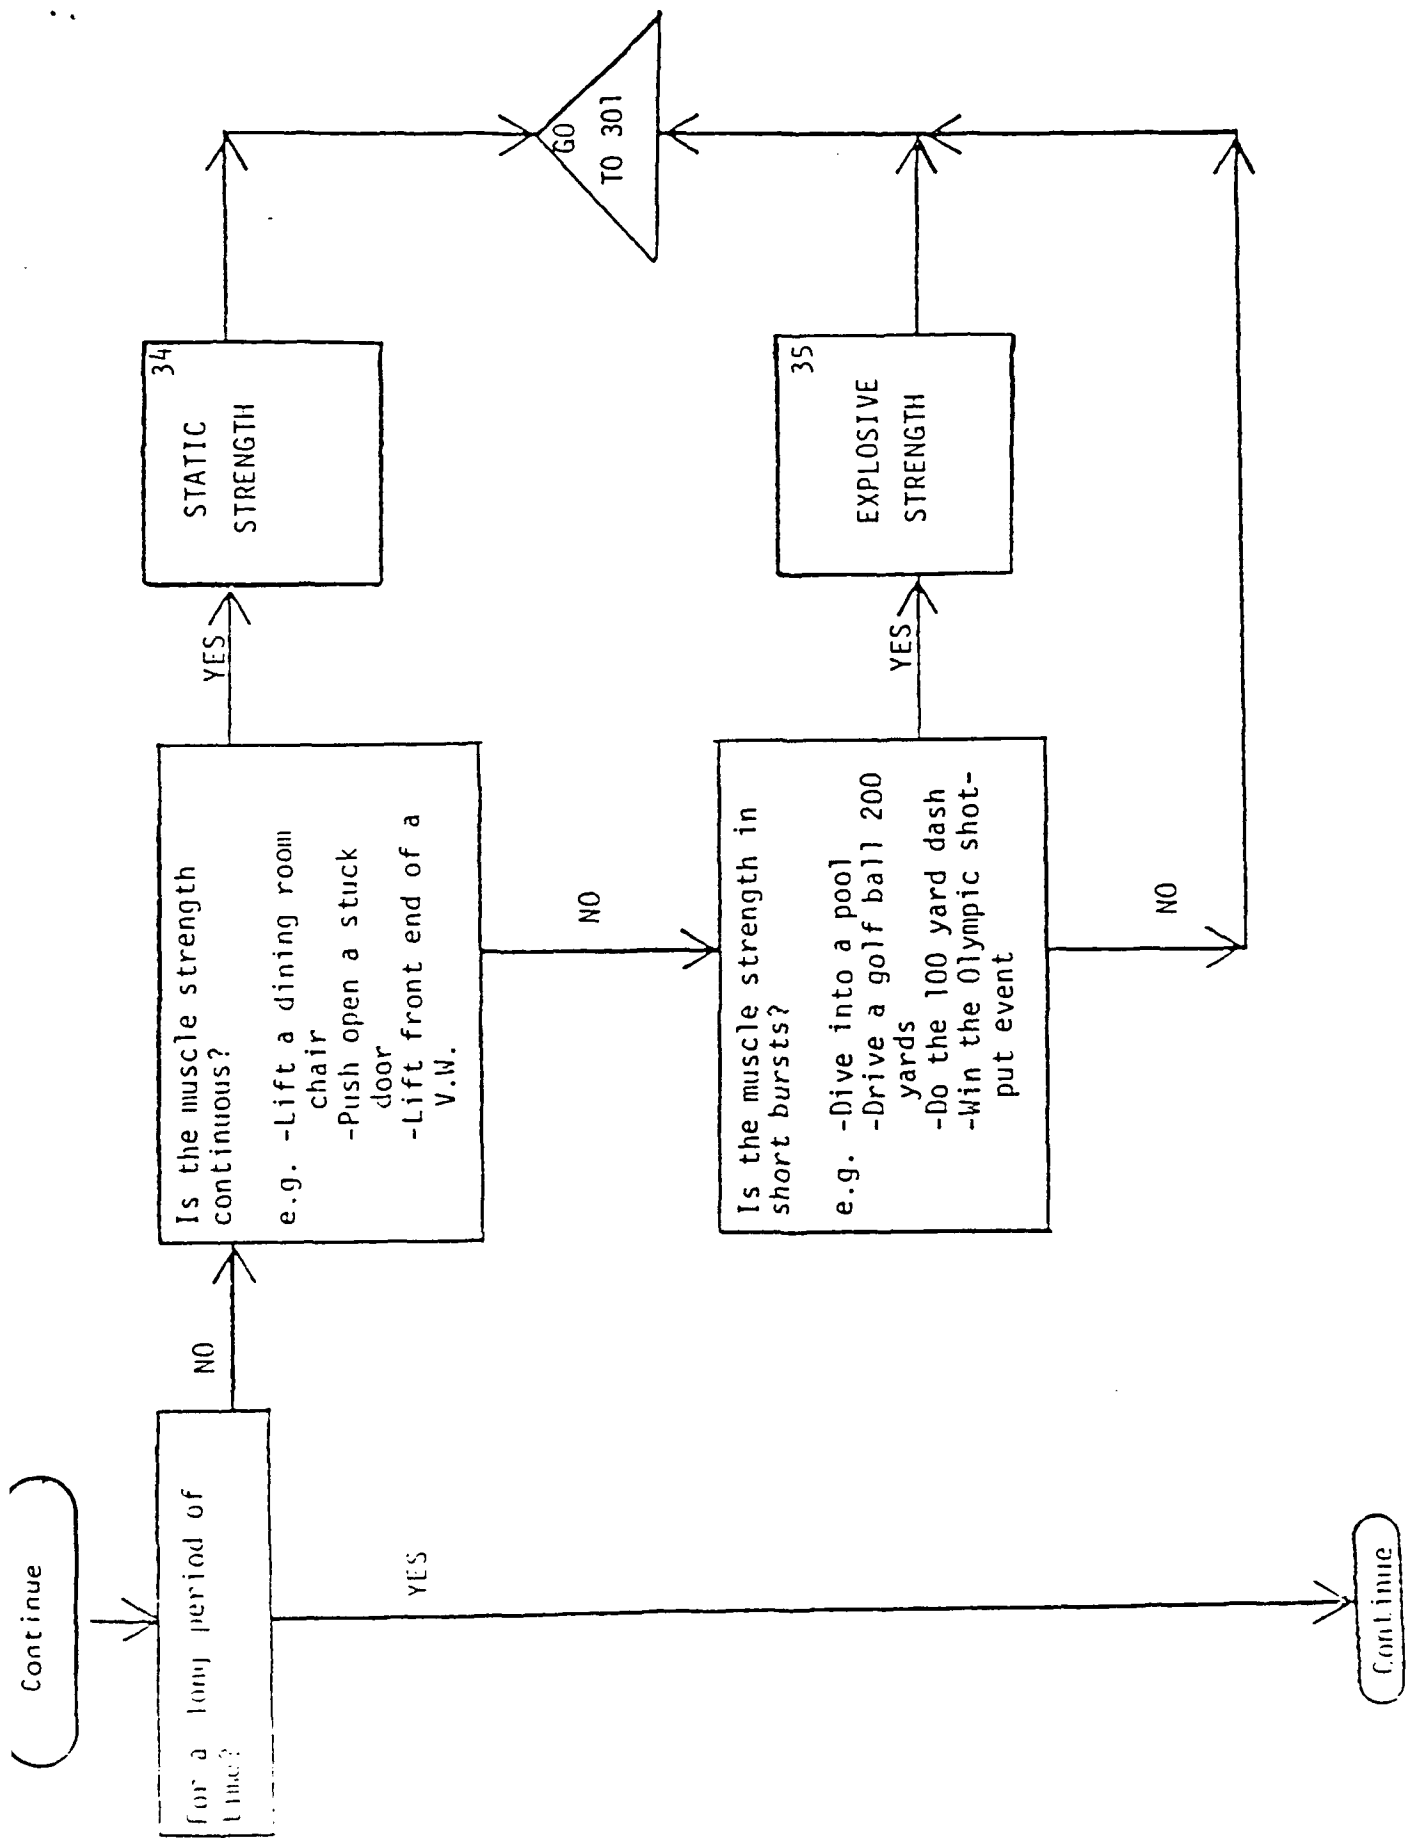 Continue
for a long period of
time?
NO
YES
Is the muscle strength
continuous?
e.g. -Lift a dining room
chair
-Push open a stuck
door
-Lift front end of a
V.W.
YES
34
STATIC
STRENGTH
NO
Is the muscle strength in
short bursts?
e.g. -Dive into a pool
-Drive a golf ball 200
yards
-Do the 100 yard dash
-Win the Olympic shot-
put event
YES
35
EXPLOSIVE
STRENGTH
NO
GO
TO 301
Continue